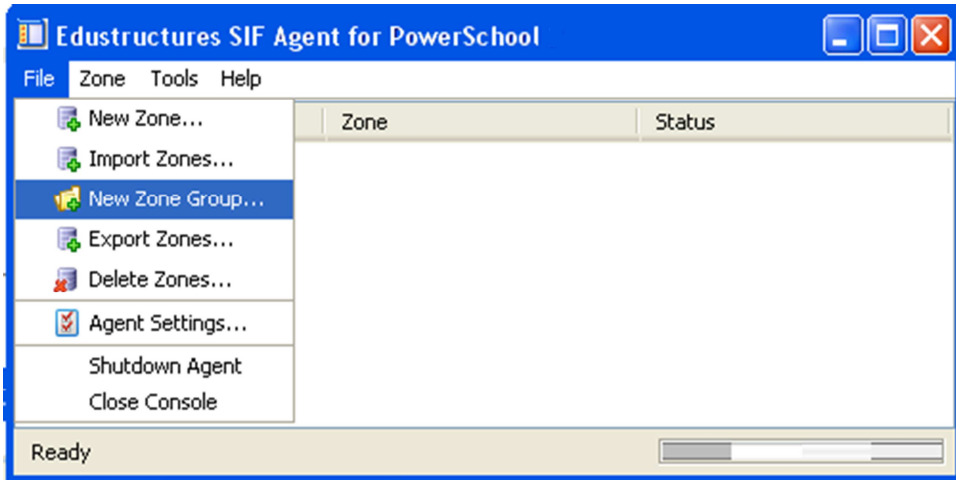 Edustructures SIF Agent for PowerSchool
File Zone Tools Help
New Zone...
Zone Status
Import Zones...
New Zone Group...
Export Zones...
Delete Zones...
Agent Settings...
Shutdown Agent
Close Console
Ready